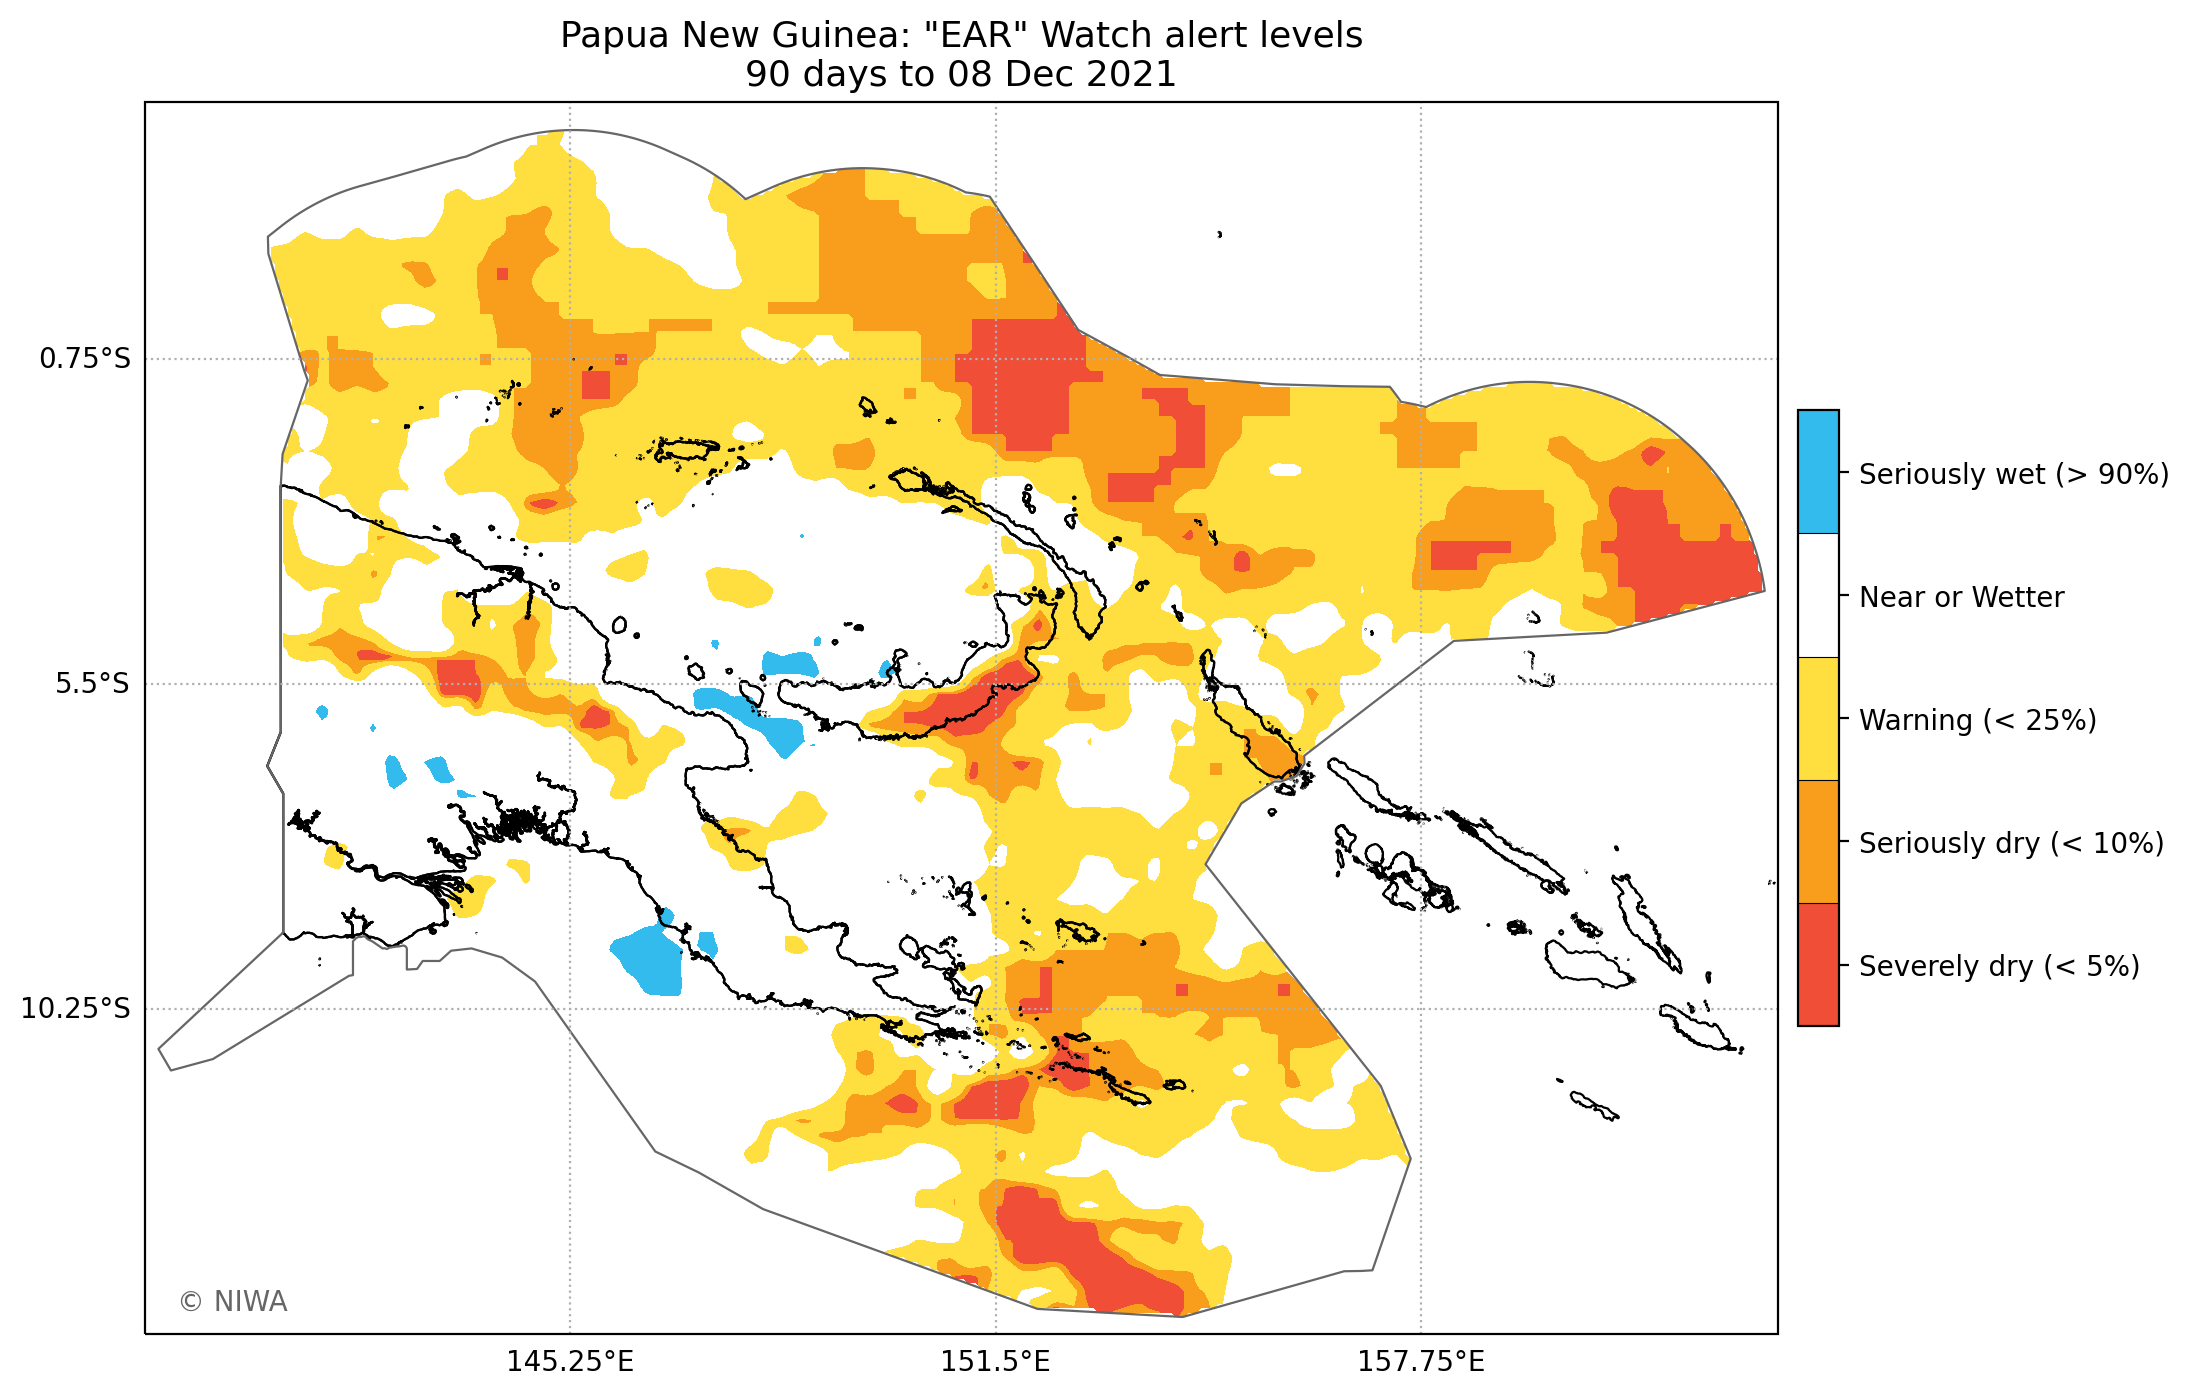 Papua New Guinea: "EAR" Watch alert levels
90 days to 08 Dec 2021
0.75°S
5.5°S
10.25°S
145.25°E
151.5°E
157.75°E
Seriously wet (> 90%)
Near or Wetter
Warning (< 25%)
Seriously dry (< 10%)
Severely dry (< 5%)
© NIWA